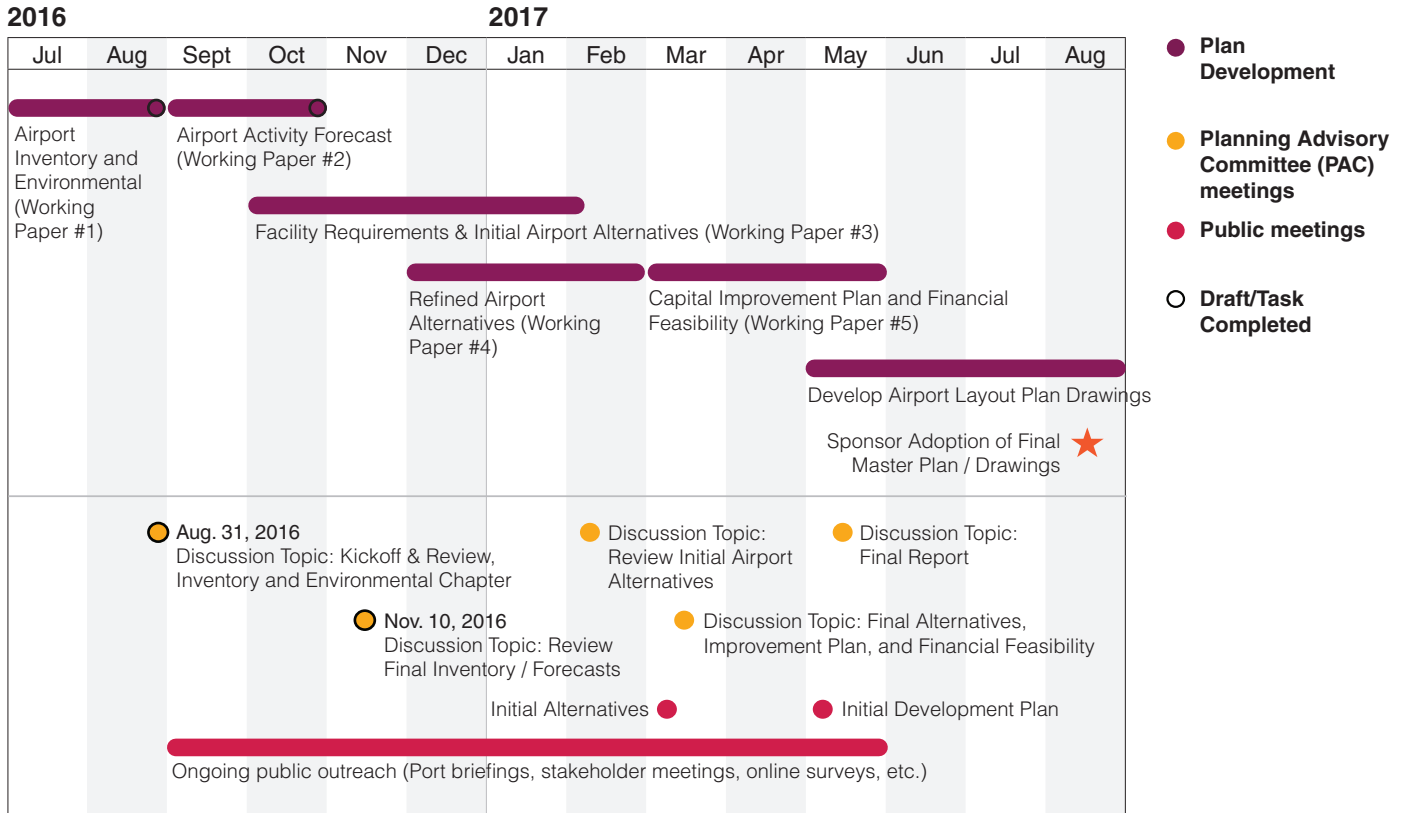 2016
2017
Jul Aug Sept Oct Nov Dec Jan Feb Mar Apr May Jun Jul Aug
Airport
Inventory and
Environmental
(Working
Paper #1)
Airport Activity Forecast
(Working Paper #2)
Facility Requirements & Initial Airport Alternatives (Working Paper #3)
Refined Airport
Alternatives (Working
Paper #4)
Capital Improvement Plan and Financial
Feasibility (Working Paper #5)
Develop Airport Layout Plan Drawings
Sponsor Adoption of Final
Master Plan / Drawings
Aug. 31, 2016
Discussion Topic: Kickoff & Review,
Inventory and Environmental Chapter
Discussion Topic:
Review Initial Airport
Alternatives
Discussion Topic:
Final Report
Nov. 10, 2016
Discussion Topic: Review
Final Inventory / Forecasts
Discussion Topic: Final Alternatives,
Improvement Plan, and Financial Feasibility
Initial Alternatives
Initial Development Plan
Ongoing public outreach (Port briefings, stakeholder meetings, online surveys, etc.)
Plan
Development
Planning Advisory
Committee (PAC)
meetings
Public meetings
Draft/Task
Completed